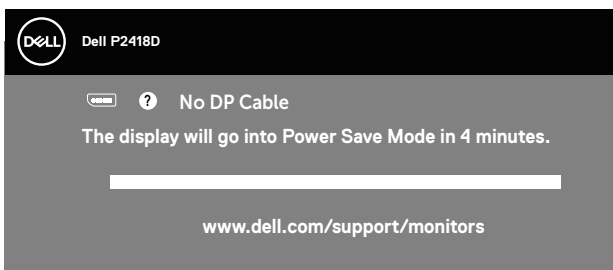 DELL Dell P2418D
? No DP Cable
The display will go into Power Save Mode in 4 minutes.
www.dell.com/support/monitors